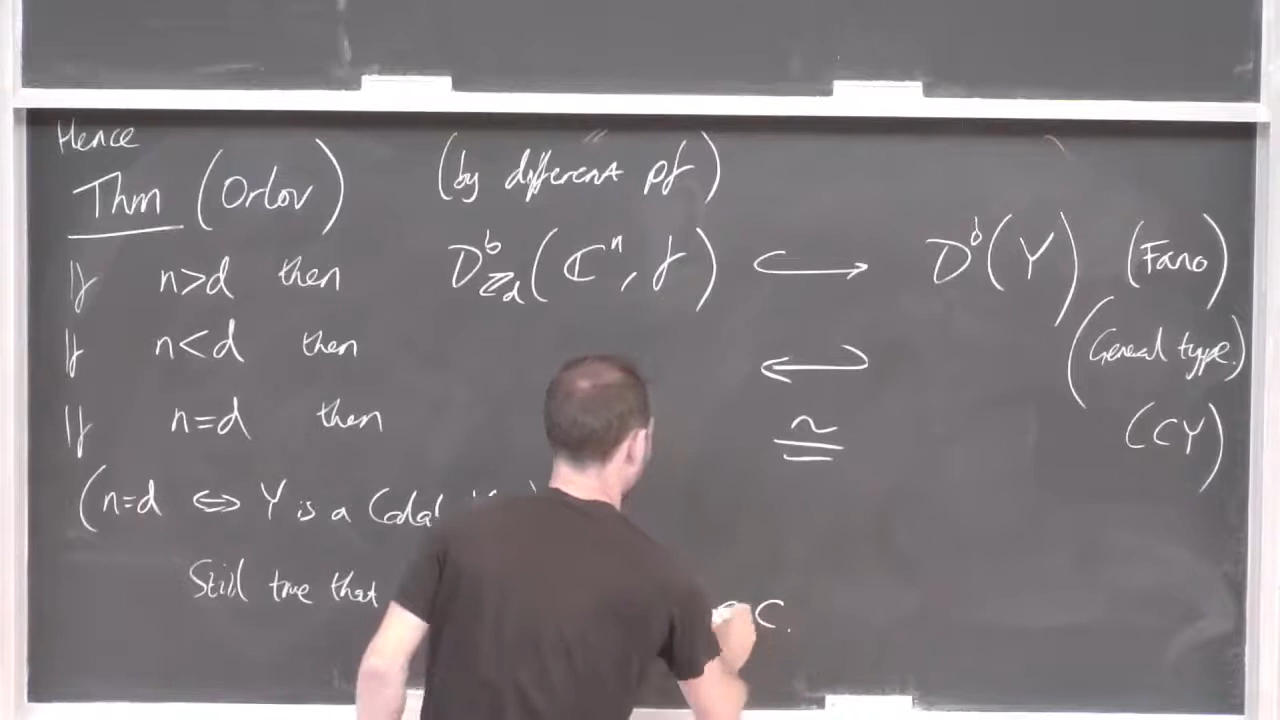 Hence
Thm (Orlov) (by different pf)
If n>d then D^b_{ℤ_d}(ℂ^n, f) ↪ D^b(Y) (Fano)
If n<d then ↩ (General type)
If n=d then ≅ (CY)
(n=d ⇔ Y is a
Still true that